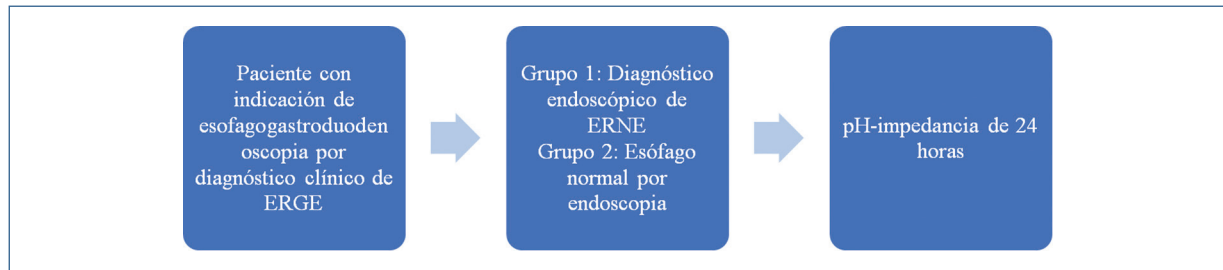 Paciente con
indicación de
esofagogastroduoden
oscopia por
diagnóstico clínico de
ERGE
Grupo 1: Diagnóstico
endoscópico de
ERNE
Grupo 2: Esófago
normal por
endoscopia
pH-impedancia de 24
horas